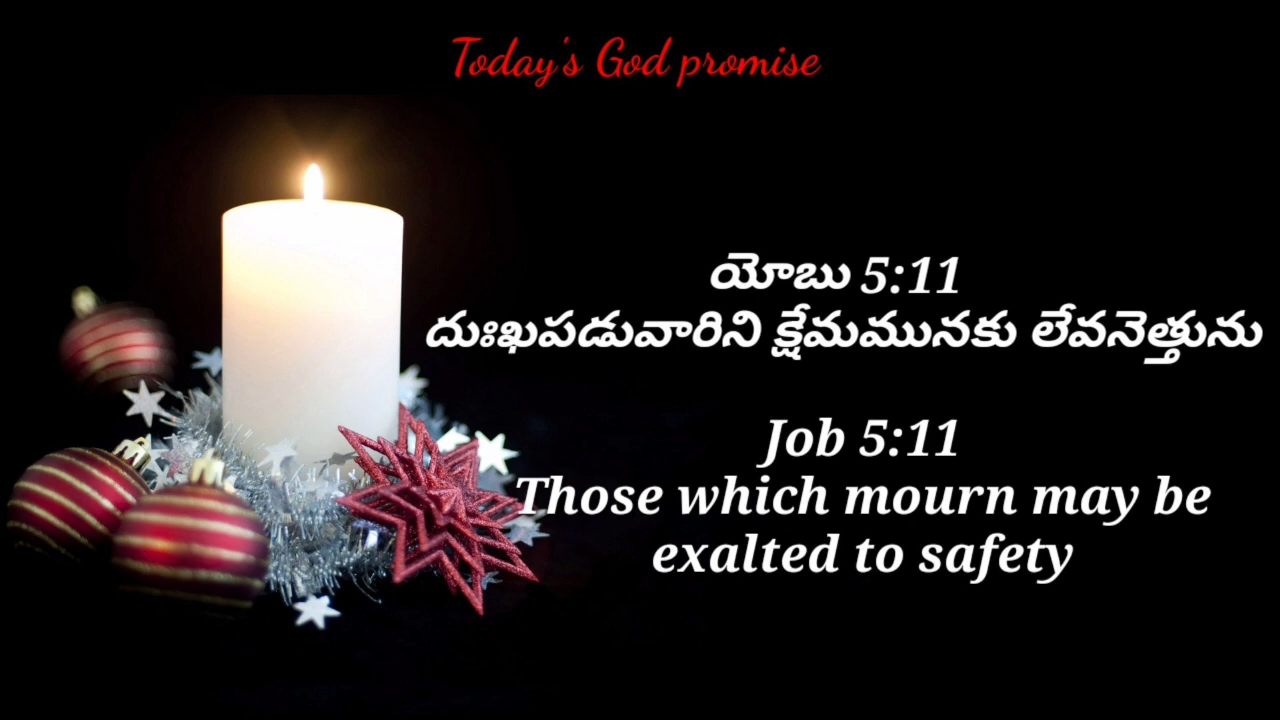 Today's God promise
యోబు 5:11
దుఃఖపడువారిని క్షేమమునకు లేవనెత్తును
Job 5:11
Those which mourn may be
exalted to safety